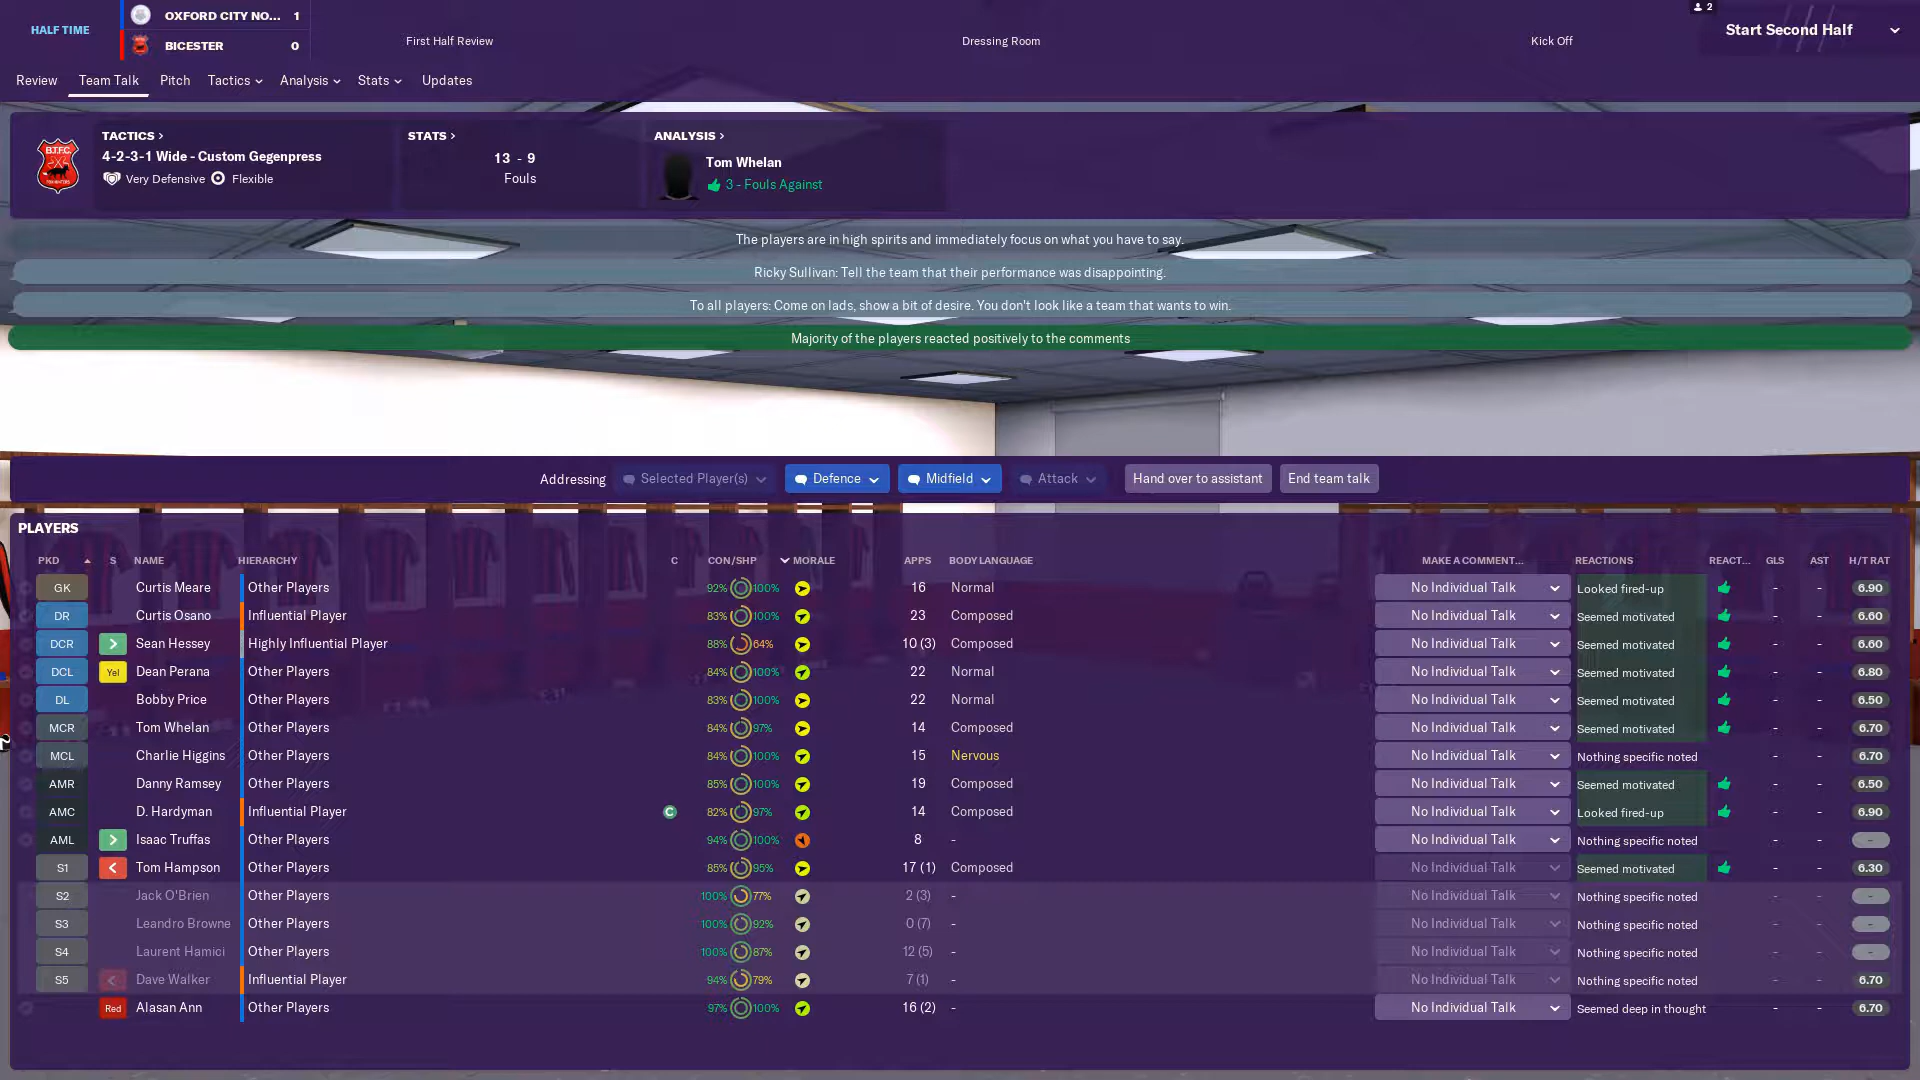 HALF TIME
OXFORD CITY NO... 1
BICESTER 0
First Half Review
Dressing Room
Kick Off
2
Start Second Half
Review Team Talk Pitch Tactics Analysis Stats Updates
B.T.F.C.
TACTICS
4-2-3-1 Wide - Custom Gegenpress
Very Defensive Flexible
STATS
13 - 9
Fouls
ANALYSIS
Tom Whelan
3 - Fouls Against
The players are in high spirits and immediately focus on what you have to say.
Ricky Sullivan: Tell the team that their performance was disappointing.
To all players: Come on lads, show a bit of desire. You don't look like a team that wants to win.
Majority of the players reacted positively to the comments
Addressing Selected Player(s) Defence Midfield Attack Hand over to assistant End team talk
PLAYERS
PKD S NAME HIERARCHY C CON/SHP MORALE APPS BODY LANGUAGE MAKE A COMMENT... REACTIONS REACT... GLS AST H/T RAT
GK Curtis Meare Other Players 92% 100% 16 Normal No Individual Talk Looked fired-up - - 6.90
DR Curtis Osano Influential Player 83% 100% 23 Composed No Individual Talk Seemed motivated - - 6.60
DCR Sean Hessey Highly Influential Player 88% 64% 10 (3) Composed No Individual Talk Seemed motivated - - 6.60
DCL Yel Dean Perana Other Players 84% 100% 22 Normal No Individual Talk Seemed motivated - - 6.80
DL Bobby Price Other Players 83% 100% 22 Normal No Individual Talk Seemed motivated - - 6.50
MCR Tom Whelan Other Players 84% 97% 14 Composed No Individual Talk Seemed motivated - - 6.70
MCL Charlie Higgins Other Players 84% 100% 15 Nervous No Individual Talk Nothing specific noted - - 6.70
AMR Danny Ramsey Other Players 85% 100% 19 Composed No Individual Talk Seemed motivated - - 6.50
AMC D. Hardyman Influential Player C 82% 97% 14 Composed No Individual Talk Looked fired-up - - 6.90
AML Isaac Truffas Other Players 94% 100% 8 - No Individual Talk Nothing specific noted - - -
S1 Tom Hampson Other Players 85% 95% 17 (1) Composed No Individual Talk Seemed motivated - - 6.30
S2 Jack O'Brien Other Players 100% 77% 2 (3) - No Individual Talk Nothing specific noted - - -
S3 Leandro Browne Other Players 100% 92% 0 (7) - No Individual Talk Nothing specific noted - - -
S4 Laurent Hamici Other Players 100% 87% 12 (5) - No Individual Talk Nothing specific noted - - -
S5 Dave Walker Influential Player 94% 79% 7 (1) - No Individual Talk Nothing specific noted - - 6.70
Red Alasan Ann Other Players 97% 100% 16 (2) - No Individual Talk Seemed deep in thought - - 6.70